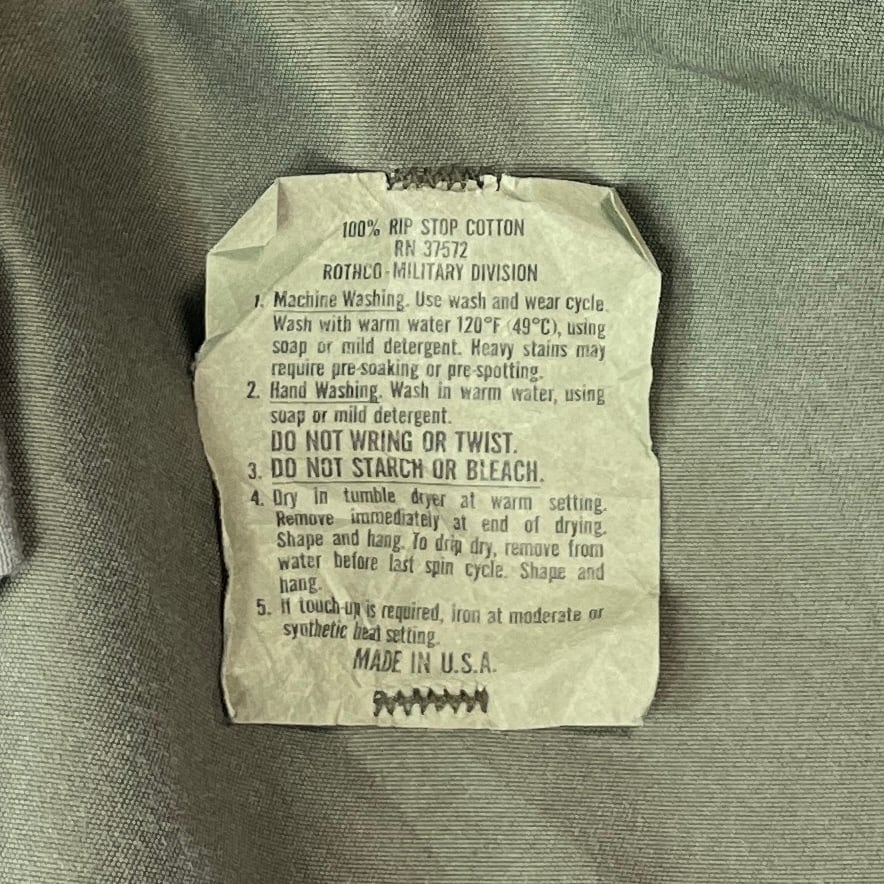 100% RIP STOP COTTON
RN 37572
ROTHCO-MILITARY DIVISION
1. Machine Washing. Use wash and wear cycle.
Wash with warm water 120°F (49°C), using
soap or mild detergent. Heavy stains may
require pre-soaking or pre-spotting.
2. Hand Washing. Wash in warm water, using
soap or mild detergent.
DO NOT WRING OR TWIST.
3. DO NOT STARCH OR BLEACH.
4. Dry in tumble dryer at warm setting.
Remove immediately at end of drying.
Shape and hang. To drip dry, remove from
water before last spin cycle. Shape and
hang.
5. If touch-up is required, iron at moderate or
synthetic heat setting.
MADE IN U.S.A.